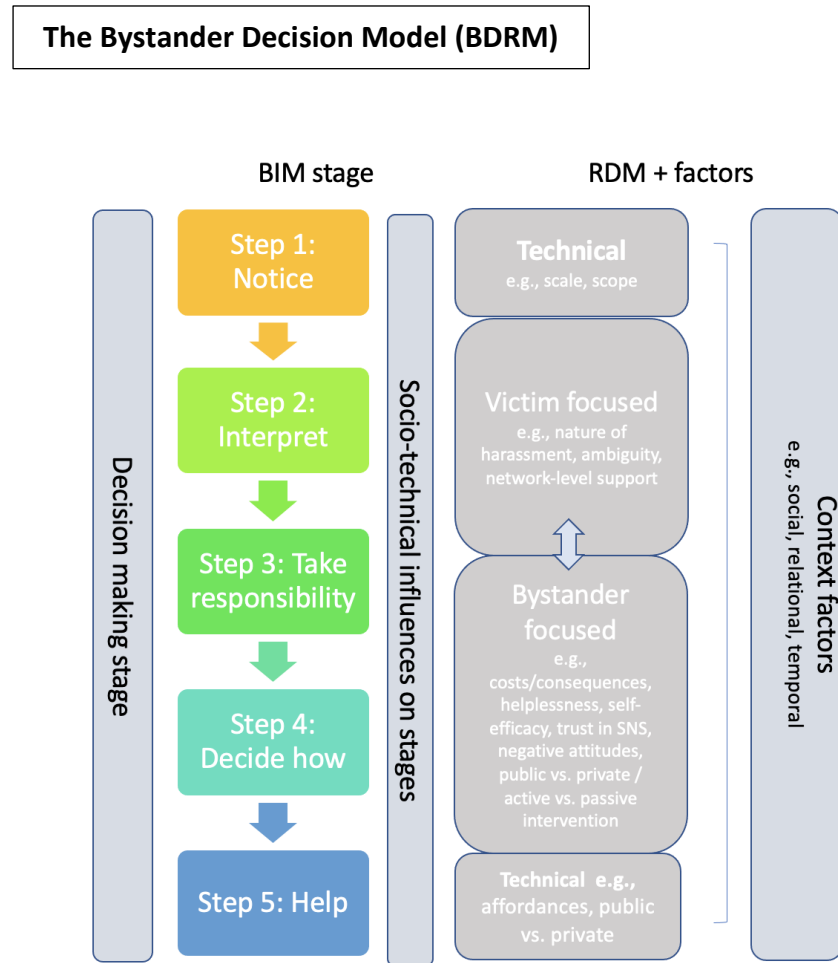 The Bystander Decision Model (BDRM)
BIM stage
RDM + factors
Decision making stage
Step 1:
Notice
Step 2:
Interpret
Step 3: Take
responsibility
Step 4:
Decide how
Step 5: Help
Socio-technical influences on stages
Technical
e.g., scale, scope
Victim focused
e.g., nature of
harassment, ambiguity,
network-level support
Bystander
focused
e.g.,
costs/consequences,
helplessness, self-
efficacy, trust in SNS,
negative attitudes,
public vs. private /
active vs. passive
intervention
Technical e.g.,
affordances, public
vs. private
Context factors
e.g., social, relational, temporal